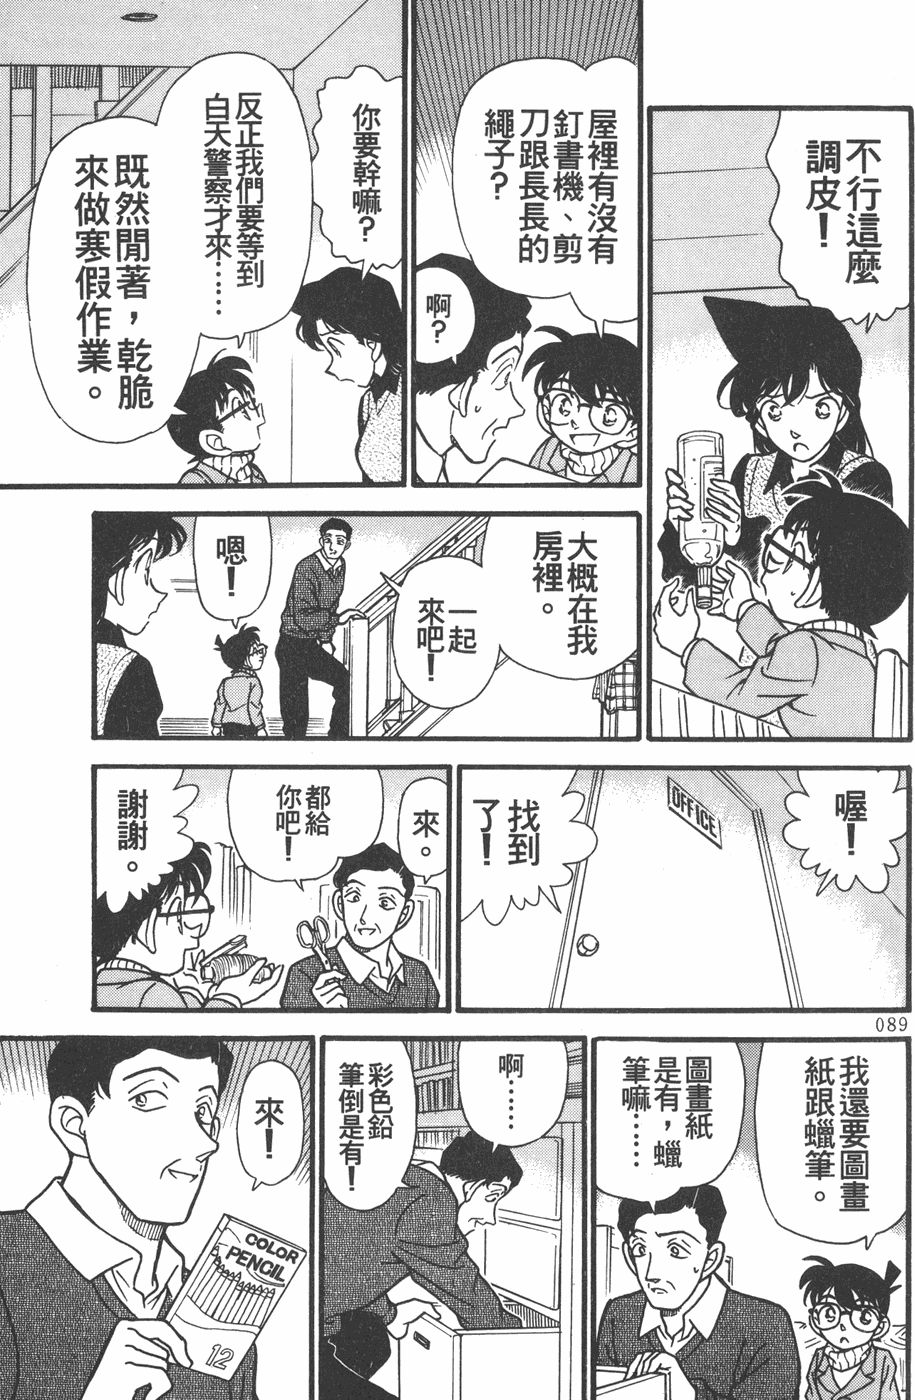 不行這麼
調皮！
屋裡有沒有
釘書機、剪
刀跟長長的
繩子？
啊？
你要幹嘛？
反正我們要等到
白天警察才來……
既然閒著，乾脆
來做寒假作業。
大概在我
房裡。
一起
來吧！
嗯！
OFFICE
喔！
找到
了！
來。
都給
你吧！
謝謝。
089
我還要圖畫
紙跟蠟筆。
圖畫紙
是有，蠟
筆嘛……
啊……
彩色鉛
筆倒是有！
來！
COLOR
PENCIL
12